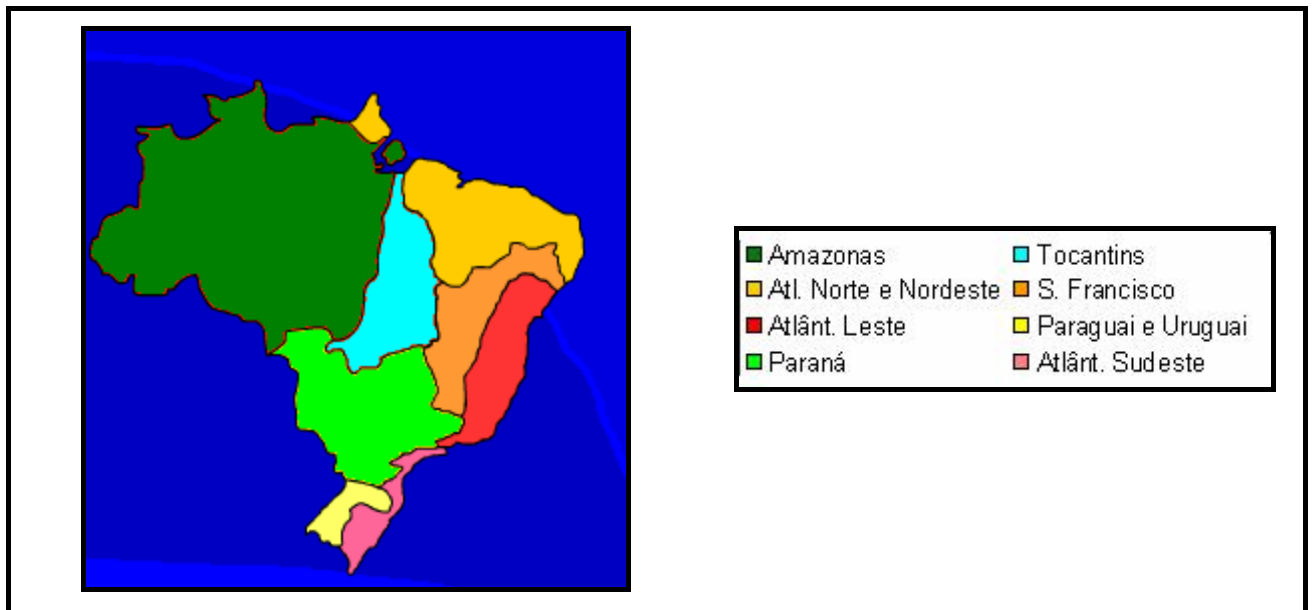 Amazonas
Tocantins
Atl. Norte e Nordeste
S. Francisco
Atlânt. Leste
Paraguai e Uruguai
Paraná
Atlânt. Sudeste